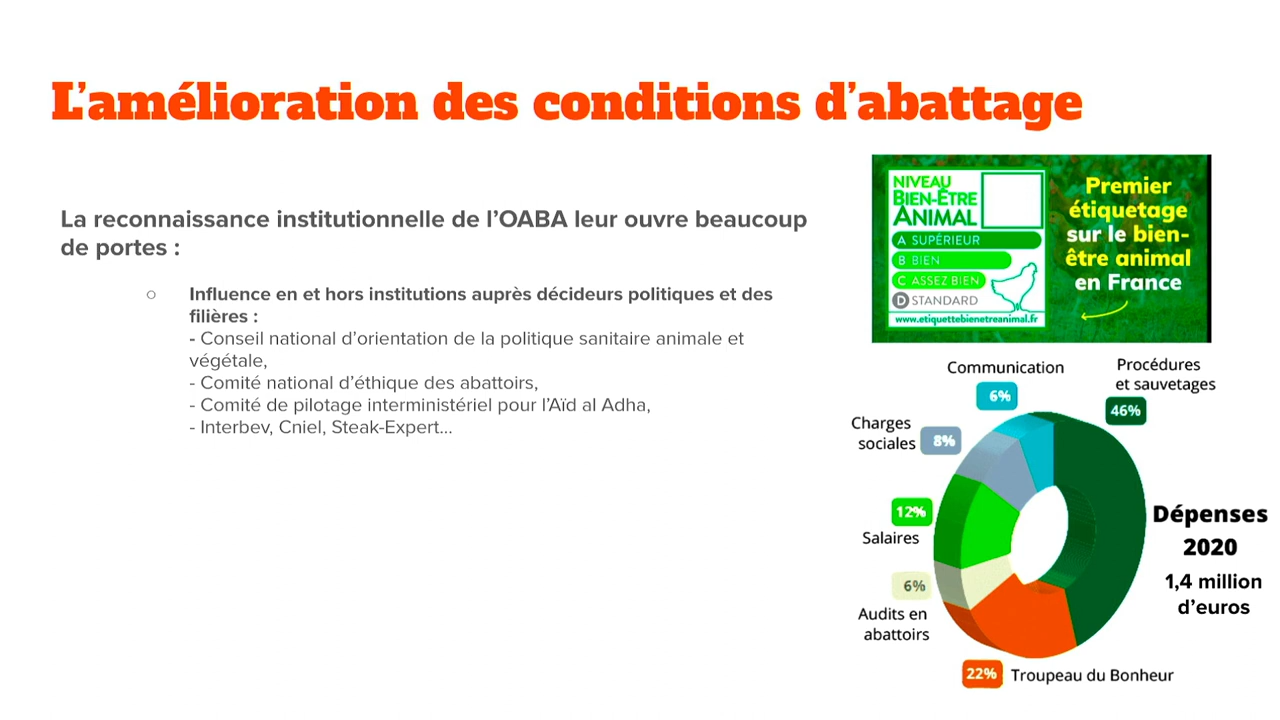 L'amélioration des conditions d'abattage
La reconnaissance institutionnelle de l'OABA leur ouvre beaucoup
de portes :
○ Influence en et hors institutions auprès décideurs politiques et des
filières :
- Conseil national d'orientation de la politique sanitaire animale et
végétale,
- Comité national d'éthique des abattoirs,
- Comité de pilotage interministériel pour l'Aïd al Adha,
- Interbev, Cniel, Steak-Expert...
NIVEAU
BIEN-ÊTRE
ANIMAL
A SUPÉRIEUR
B BIEN
C ASSEZ BIEN
D STANDARD
www.etiquettebienetreanimal.fr
Premier
étiquetage
sur le bien-
être animal
en France
Communication
6%
Procédures
et sauvetages
46%
Charges
sociales
8%
12%
Salaires
6%
Audits en
abattoirs
22% Troupeau du Bonheur
Dépenses
2020
1,4 million
d'euros